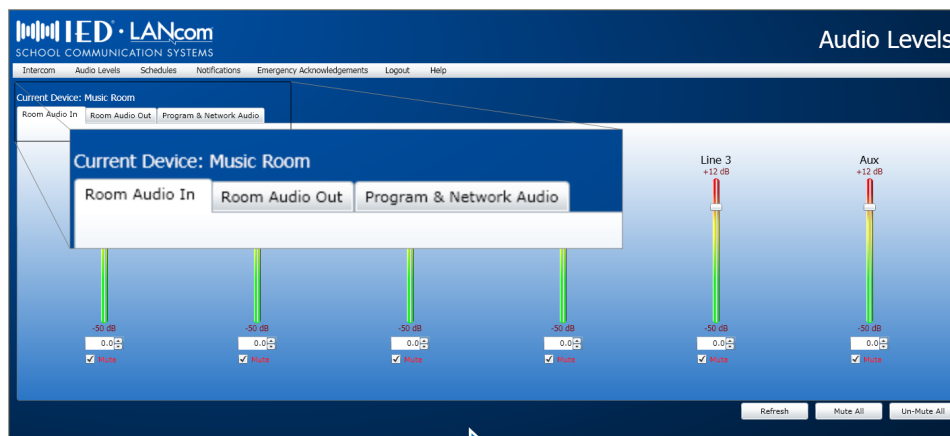 IED · LANcom
SCHOOL COMMUNICATION SYSTEMS
Audio Levels
Intercom Audio Levels Schedules Notifications Emergency Acknowledgements Logout Help
Current Device: Music Room
Room Audio In Room Audio Out Program & Network Audio
Current Device: Music Room
Room Audio In Room Audio Out Program & Network Audio
Line 3 Aux
+12 dB +12 dB
-50 dB -50 dB -50 dB -50 dB -50 dB -50 dB
0.0 0.0 0.0 0.0 0.0 0.0
Mute Mute Mute Mute Mute Mute
Refresh Mute All Un-Mute All